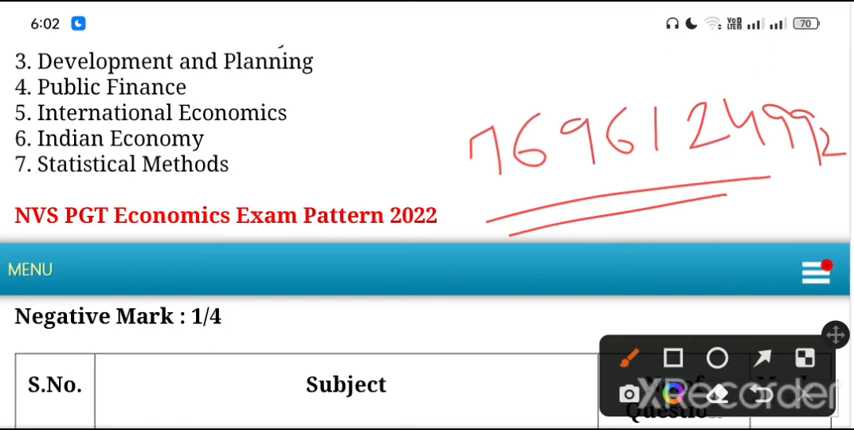 6:02 70
3. Development and Planning
4. Public Finance
5. International Economics
6. Indian Economy
7. Statistical Methods
7696124992
NVS PGT Economics Exam Pattern 2022
MENU
Negative Mark : 1/4
S.No. Subject
XRecorder